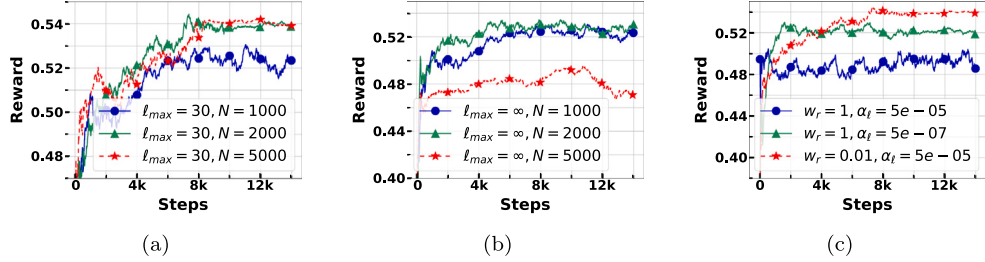 0.54
0.52
0.50
0.48
Reward
ℓmax = 30, N = 1000
ℓmax = 30, N = 2000
ℓmax = 30, N = 5000
0 4k 8k 12k
Steps
(a)
0.52
0.48
0.44
0.40
Reward
ℓmax = ∞, N = 1000
ℓmax = ∞, N = 2000
ℓmax = ∞, N = 5000
0 4k 8k 12k
Steps
(b)
0.52
0.48
0.44
0.40
Reward
wr = 1, αℓ = 5e − 05
wr = 1, αℓ = 5e − 07
wr = 0.01, αℓ = 5e − 05
0 4k 8k 12k
Steps
(c)